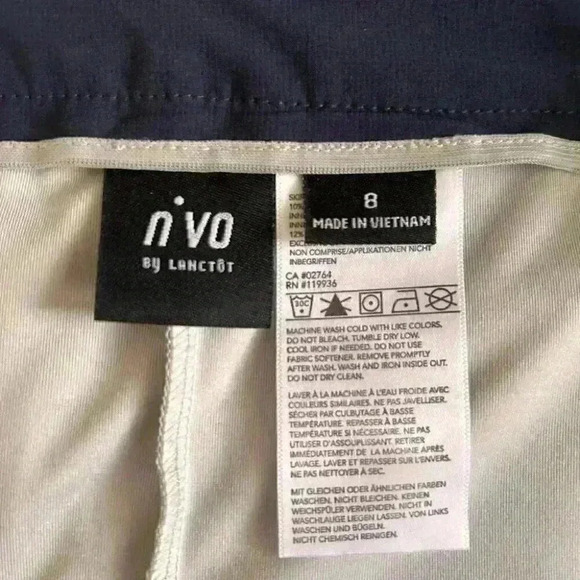 n·vo
BY LANCTÔT
8
MADE IN VIETNAM
10%
12%
NON COMPRISE/APPLIKATIONEN NICHT
INBEGRIFFEN
CA #02764
RN #119936
30C
MACHINE WASH COLD WITH LIKE COLORS.
DO NOT BLEACH. TUMBLE DRY LOW.
COOL IRON IF NEEDED. DO NOT USE
FABRIC SOFTENER. REMOVE PROMPTLY
AFTER WASH. WASH AND IRON INSIDE OUT.
DO NOT DRY CLEAN.
LAVER À LA MACHINE À L'EAU FROIDE AVEC
COULEURS SIMILAIRES. NE PAS JAVELLISER.
SÉCHER PAR CULBUTAGE À BASSE
TEMPÉRATURE. REPASSER À BASSE
TEMPÉRATURE SI NÉCESSAIRE. NE PAS
UTILISER D'ASSOUPLISSANT. RETIRER
IMMÉDIATEMENT DE LA MACHINE APRÈS
LAVAGE. LAVER ET REPASSER SUR L'ENVERS.
NE PAS NETTOYER À SEC.
MIT GLEICHEN ODER ÄHNLICHEN FARBEN
WASCHEN. NICHT BLEICHEN. KEINEN
WEICHSPÜLER VERWENDEN. NICHT IN
WASCHLAUGE LIEGEN LASSEN. VON LINKS
WASCHEN UND BÜGELN.
NICHT CHEMISCH REINIGEN.